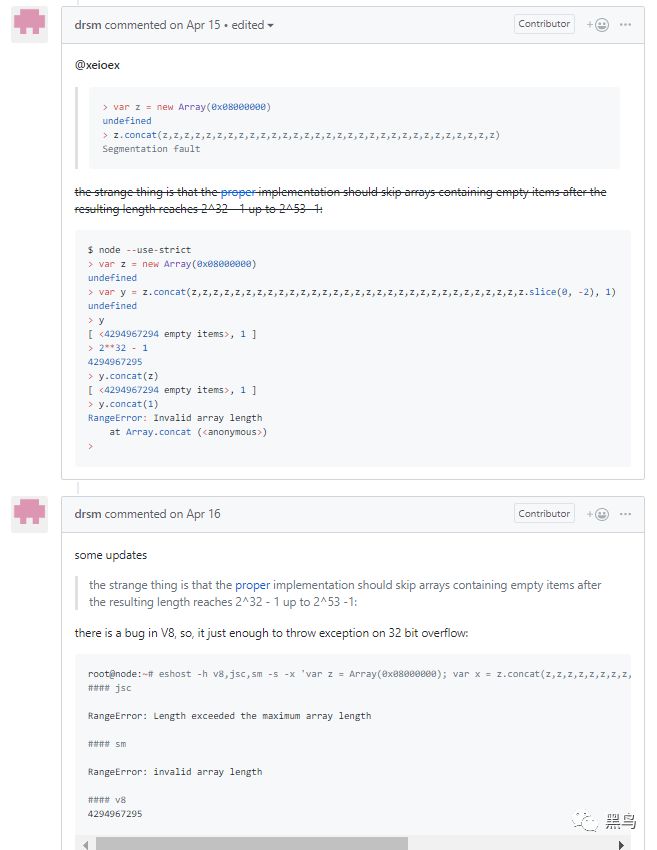 drsm commented on Apr 15 • edited
Contributor
@xeioex
> var z = new Array(0x08000000)
undefined
> z.concat(z,z,z,z,z,z,z,z,z,z,z,z,z,z,z,z,z,z,z,z,z,z,z,z,z,z,z,z,z,z,z)
Segmentation fault
the strange thing is that the proper implementation should skip arrays containing empty items after the
resulting length reaches 2^32 - 1 up to 2^53 -1:
$ node --use-strict
> var z = new Array(0x08000000)
undefined
> var y = z.concat(z,z,z,z,z,z,z,z,z,z,z,z,z,z,z,z,z,z,z,z,z,z,z,z,z,z,z,z,z,z,z.slice(0, -2), 1)
undefined
> y
[ <4294967294 empty items>, 1 ]
> 2**32 - 1
4294967295
> y.concat(z)
[ <4294967294 empty items>, 1 ]
> y.concat(1)
RangeError: Invalid array length
at Array.concat (<anonymous>)
>
drsm commented on Apr 16
Contributor
some updates
the strange thing is that the proper implementation should skip arrays containing empty items after
the resulting length reaches 2^32 - 1 up to 2^53 -1:
there is a bug in V8, so, it just enough to throw exception on 32 bit overflow:
root@node:~# eshost -h v8,jsc,sm -s -x 'var z = Array(0x08000000); var x = z.concat(z,z,z,z,z,z,z,z,
#### jsc
RangeError: Length exceeded the maximum array length
#### sm
RangeError: invalid array length
#### v8
4294967295
黑鸟